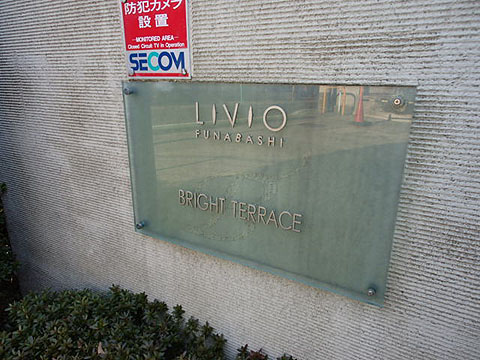 防犯カメラ
設置
—MONITORED AREA—
Closed Circuit TV in Operation
SECOM
LIVIO
FUNABASHI
BRIGHT TERRACE